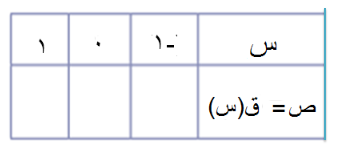 س ١- ٠ ١
ص = ق(س)